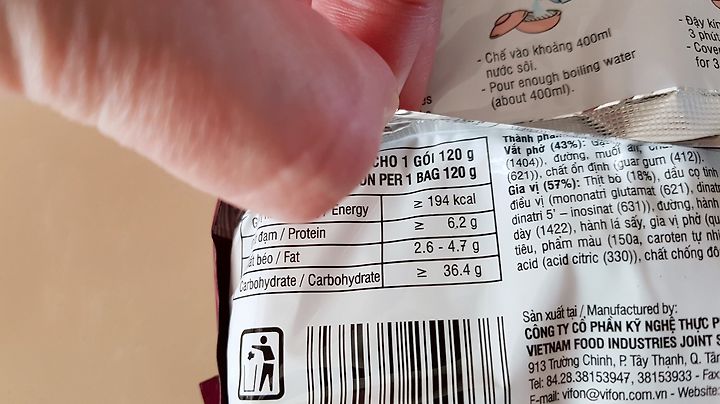 - Chế vào khoảng 400ml
nước sôi.
- Pour enough boiling water
(about 400ml).
- Đậy
3 phút
- Cover
for 3
CHO 1 GÓI 120 g
PER 1 BAG 120 g
Energy ≥ 194 kcal
đạm / Protein ≥ 6,2 g
béo / Fat 2.6 - 4.7 g
Carbohydrate / Carbohydrate ≥ 36.4 g
Thành
Vắt phở (43%):
(1404)), đường, muối
(621)), chất ổn định (guar gum (412)).
Gia vị (57%): Thịt bò (18%), dầu cọ tinh
điều vị (mononatri glutamat (621),
dinatri 5' – inosinat (631)), đường, hành
dày (1422), hành lá sấy, gia vị phở
tiêu, phẩm màu (150a, caroten tự
acid (acid citric (330)), chất chống
Sản xuất tại / Manufactured by:
CÔNG TY CỔ PHẦN KỸ NGHỆ THỰC
VIETNAM FOOD INDUSTRIES JOINT
913 Trường Chinh, P. Tây Thạnh, Q.
Tel: 84.28.38153947, 38153933 - Fax
E-mail: vifon@vifon.com.vn - Website: